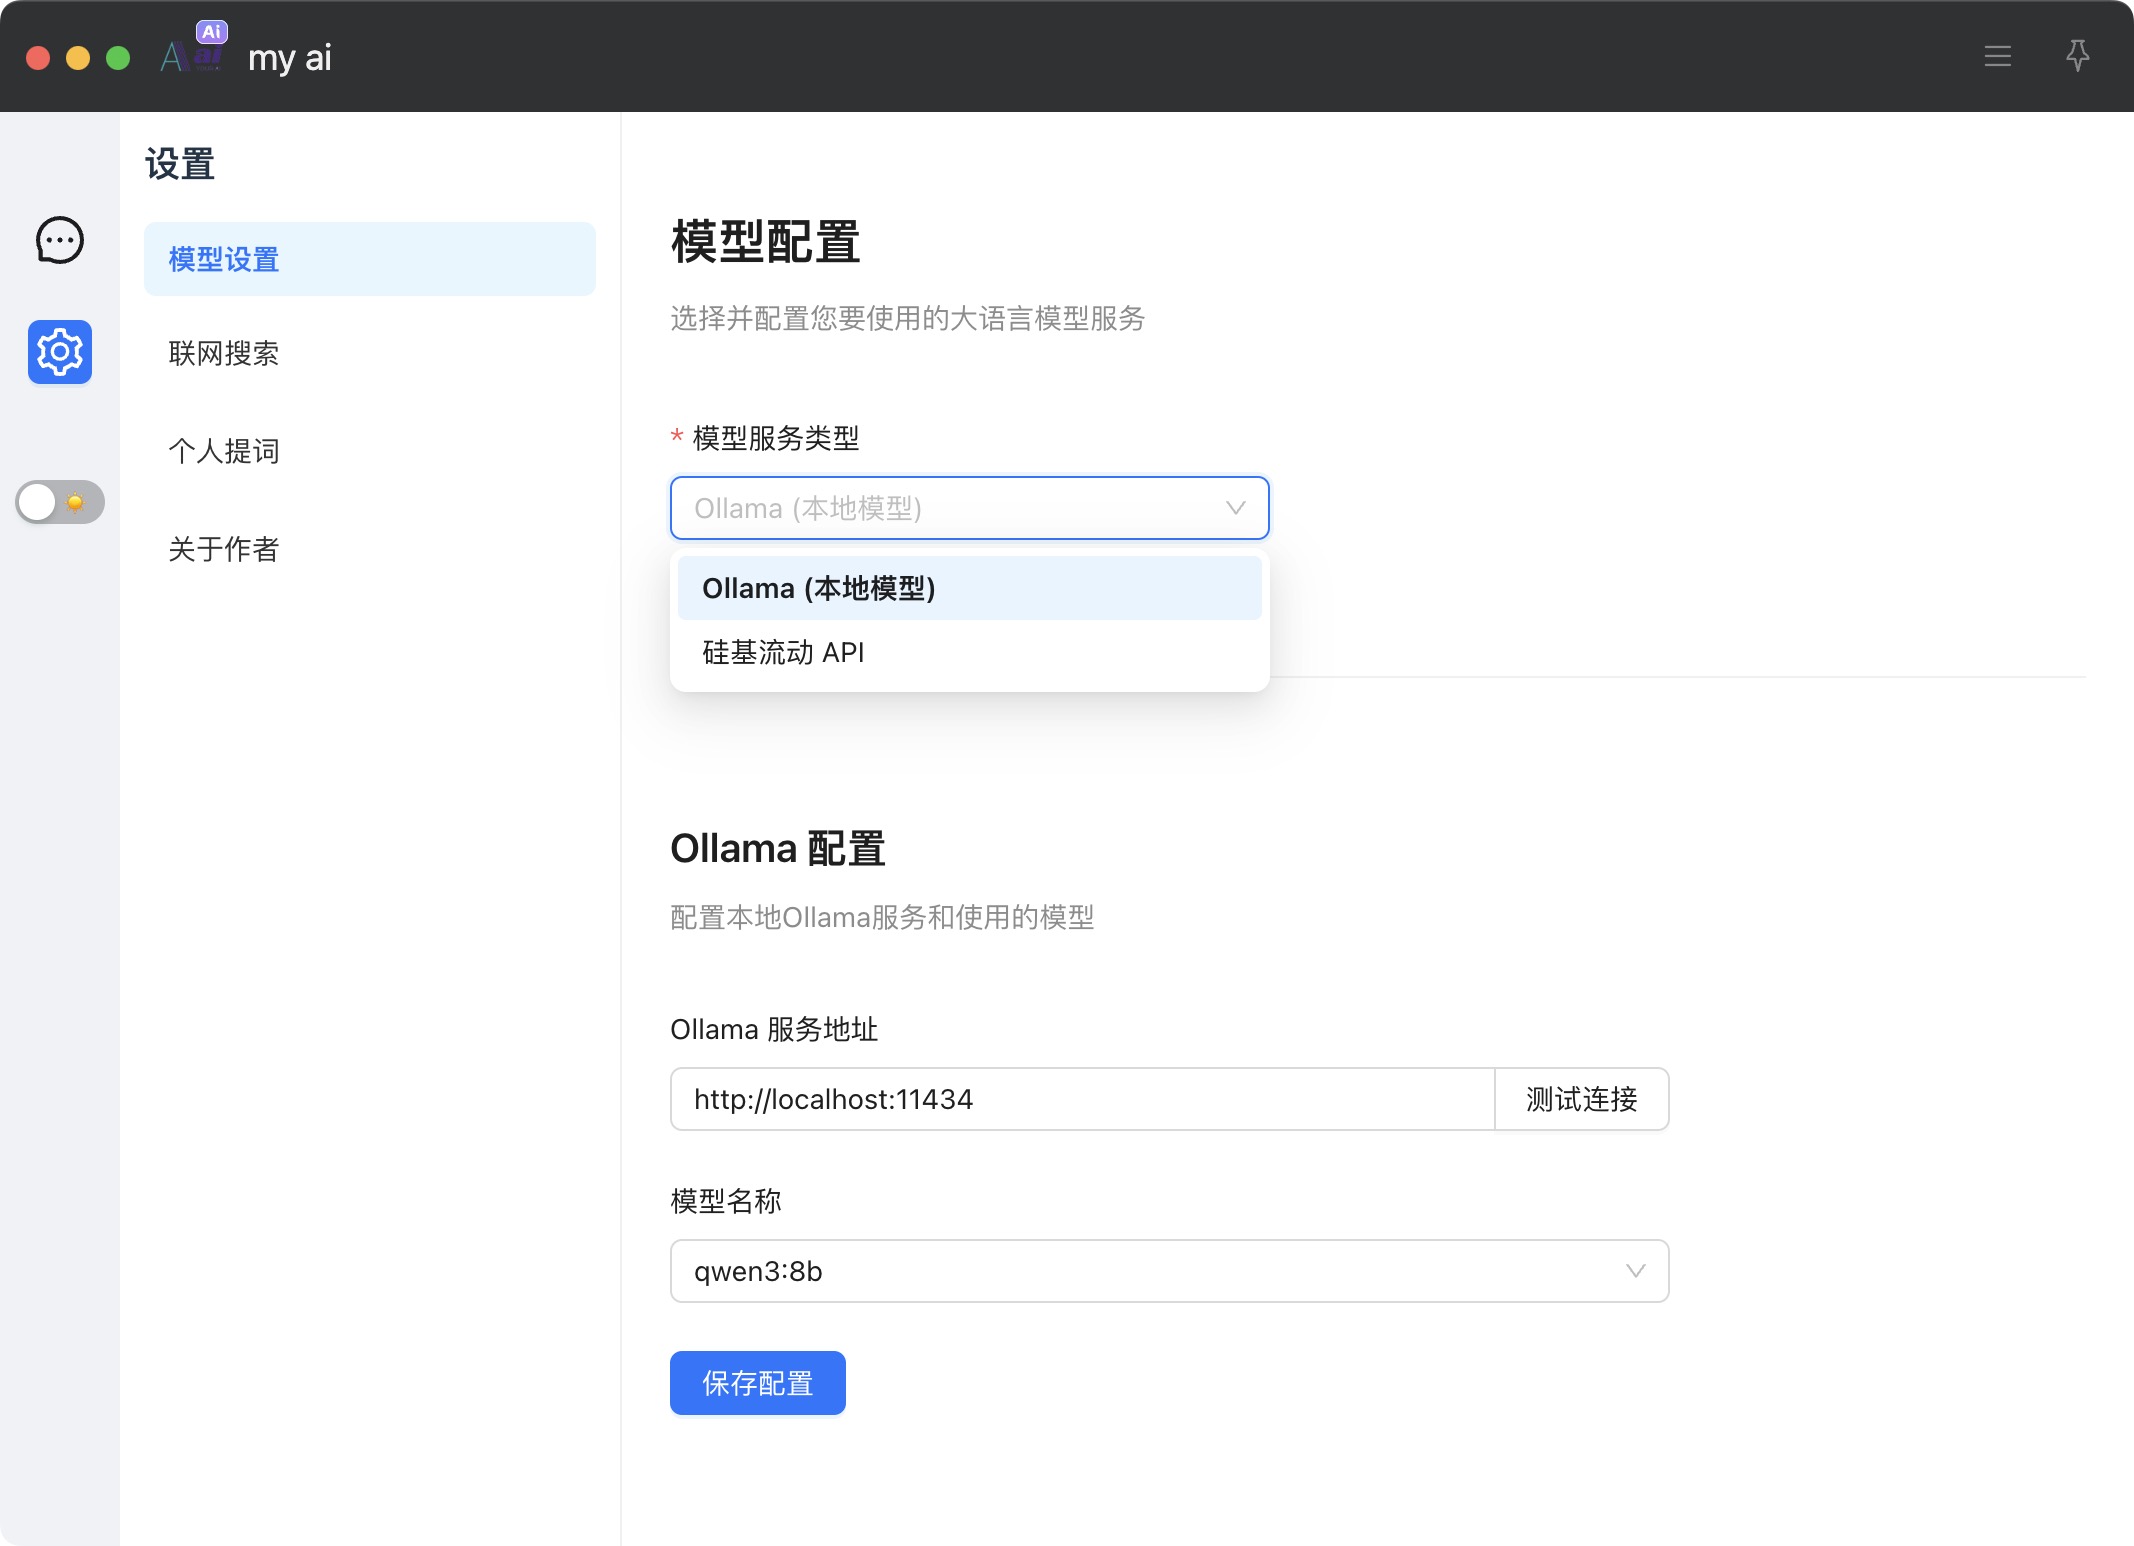 Ai
my ai
设置
模型设置
联网搜索
个人提词
关于作者
模型配置
选择并配置您要使用的大语言模型服务
* 模型服务类型
Ollama (本地模型)
Ollama (本地模型)
硅基流动 API
Ollama 配置
配置本地Ollama服务和使用的模型
Ollama 服务地址
http://localhost:11434
测试连接
模型名称
qwen3:8b
保存配置